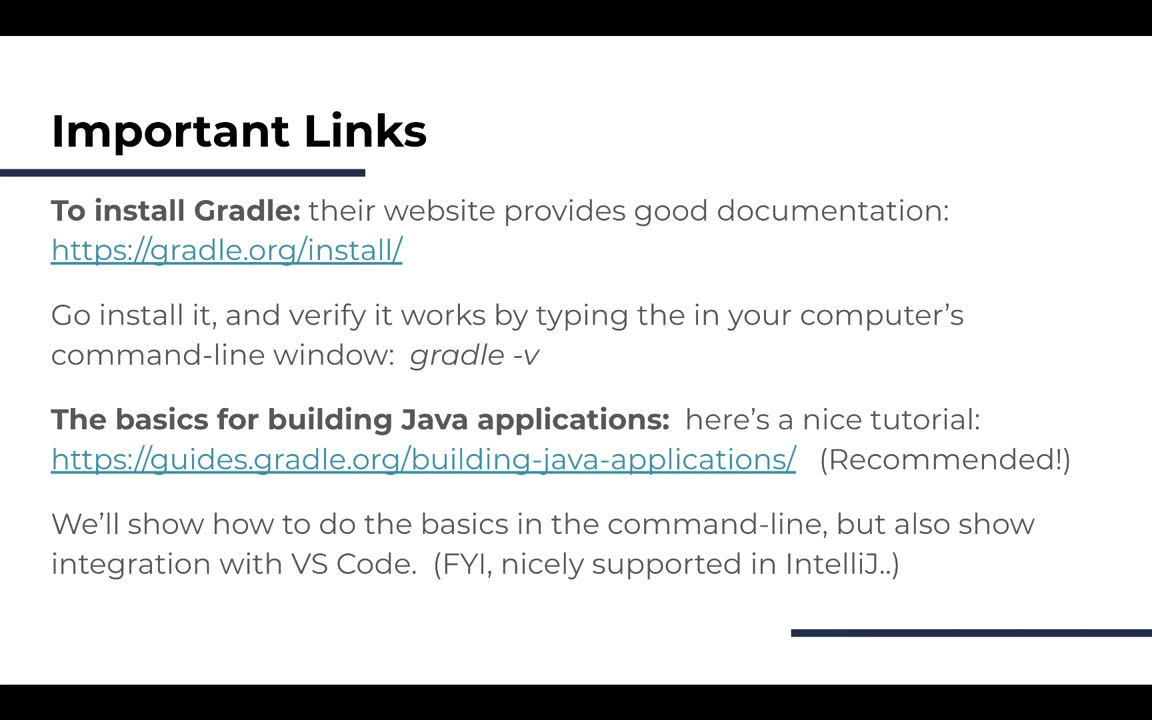 Important Links
To install Gradle: their website provides good documentation:
https://gradle.org/install/
Go install it, and verify it works by typing the in your computer’s
command-line window:  gradle -v
The basics for building Java applications:  here’s a nice tutorial:
https://guides.gradle.org/building-java-applications/   (Recommended!)
We’ll show how to do the basics in the command-line, but also show
integration with VS Code.  (FYI, nicely supported in IntelliJ..)